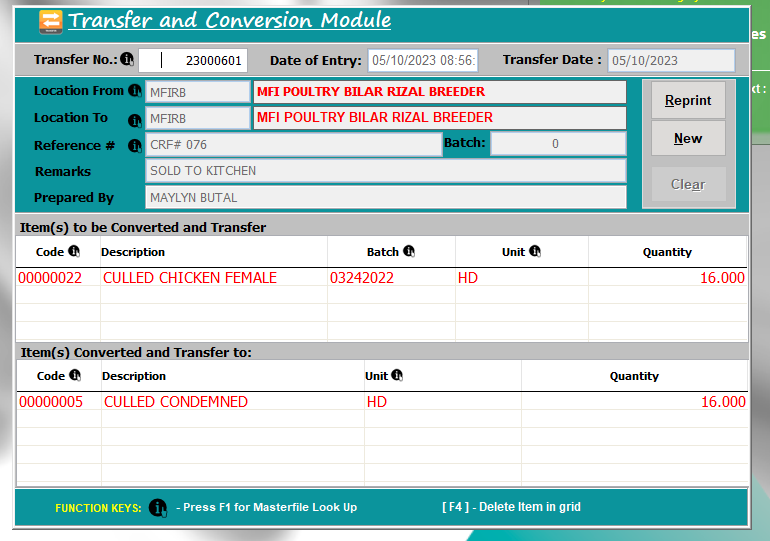 Transfer and Conversion Module
Transfer No.: 23000601 Date of Entry: 05/10/2023 08:56: Transfer Date : 05/10/2023
Location From MFIRB MFI POULTRY BILAR RIZAL BREEDER Reprint
Location To MFIRB MFI POULTRY BILAR RIZAL BREEDER New
Reference # CRF# 076 Batch: 0
Remarks SOLD TO KITCHEN Clear
Prepared By MAYLYN BUTAL
Item(s) to be Converted and Transfer
Code Description Batch Unit Quantity
00000022 CULLED CHICKEN FEMALE 03242022 HD 16.000
Item(s) Converted and Transfer to:
Code Description Unit Quantity
00000005 CULLED CONDEMNED HD 16.000
FUNCTION KEYS: - Press F1 for Masterfile Look Up [ F4 ] - Delete Item in grid
es
xt :